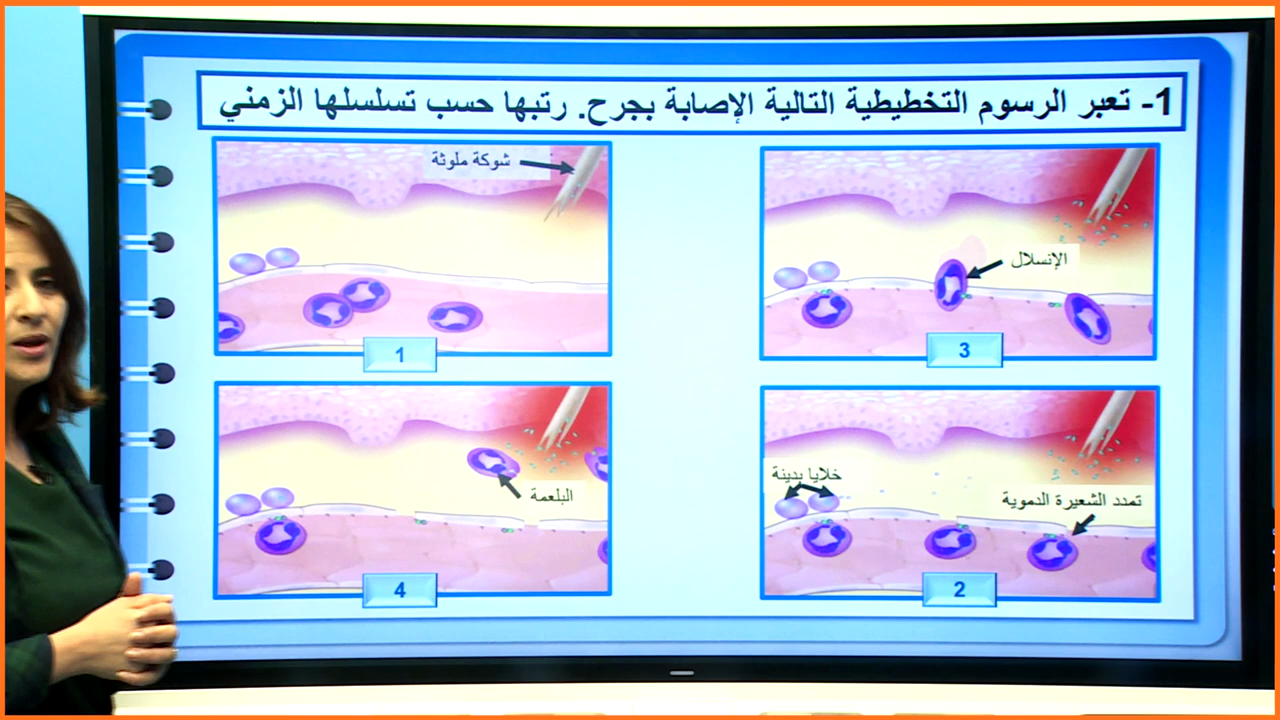 1- تعبر الرسوم التخطيطية التالية الإصابة بجرح. رتبها حسب تسلسلها الزمني
الإنسلال
3
شوكة ملوثة
1
خلايا بدينة
تمدد الشعيرة الدموية
2
البلعمة
4